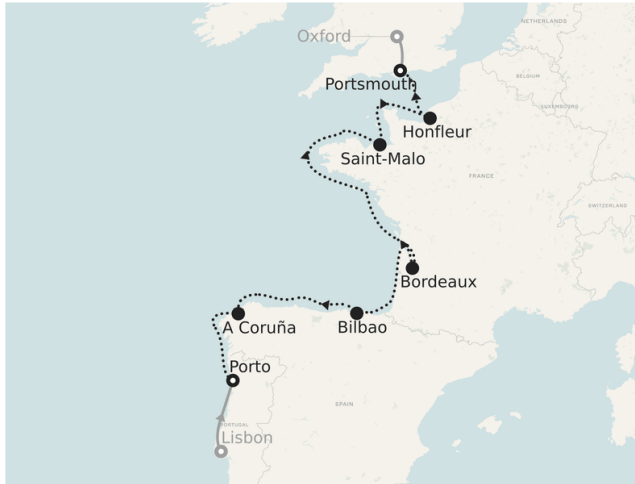 NETHERLANDS
Oxford
BELGIUM
Portsmouth
LUXEMBOURG
Honfleur
Saint-Malo
FRANCE
SWITZERLAND
Bordeaux
A Coruña
Bilbao
Porto
SPAIN
PORTUGAL
Lisbon